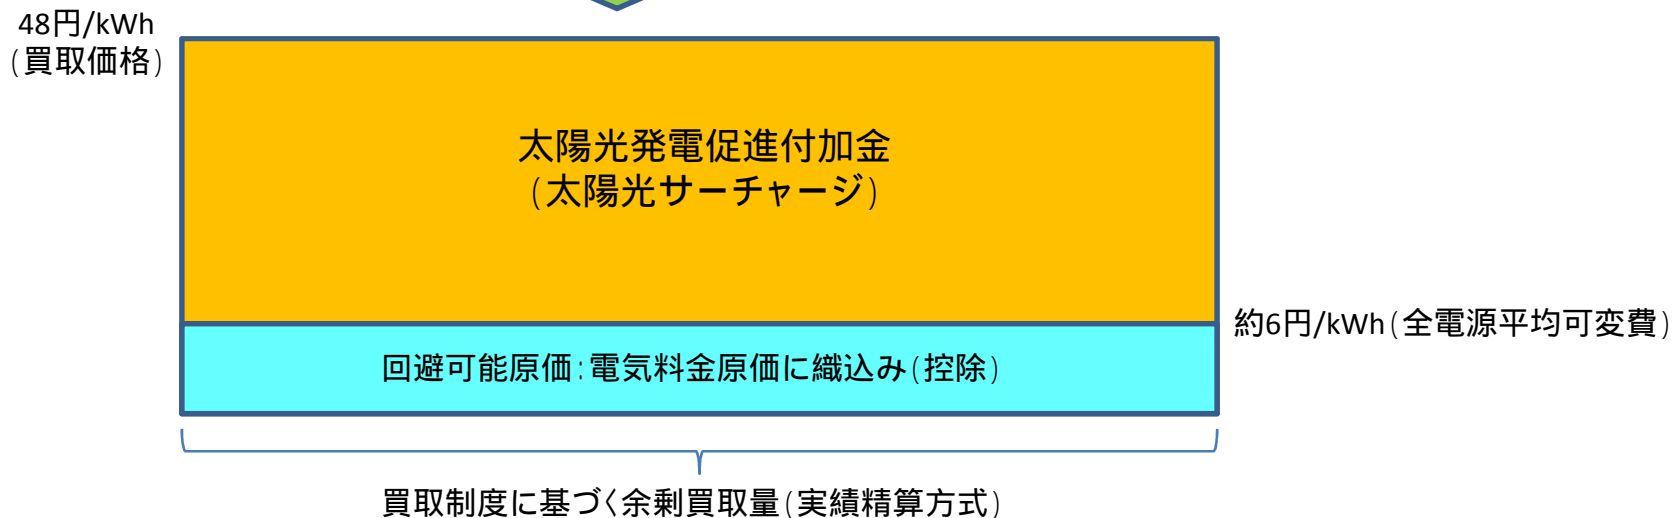 48円/kWh
(買取価格)
太陽光発電促進付加金
(太陽光サーチャージ)
約6円/kWh(全電源平均可変費)
回避可能原価:電気料金原価に織込み(控除)
買取制度に基づく余剰買取量(実績精算方式)